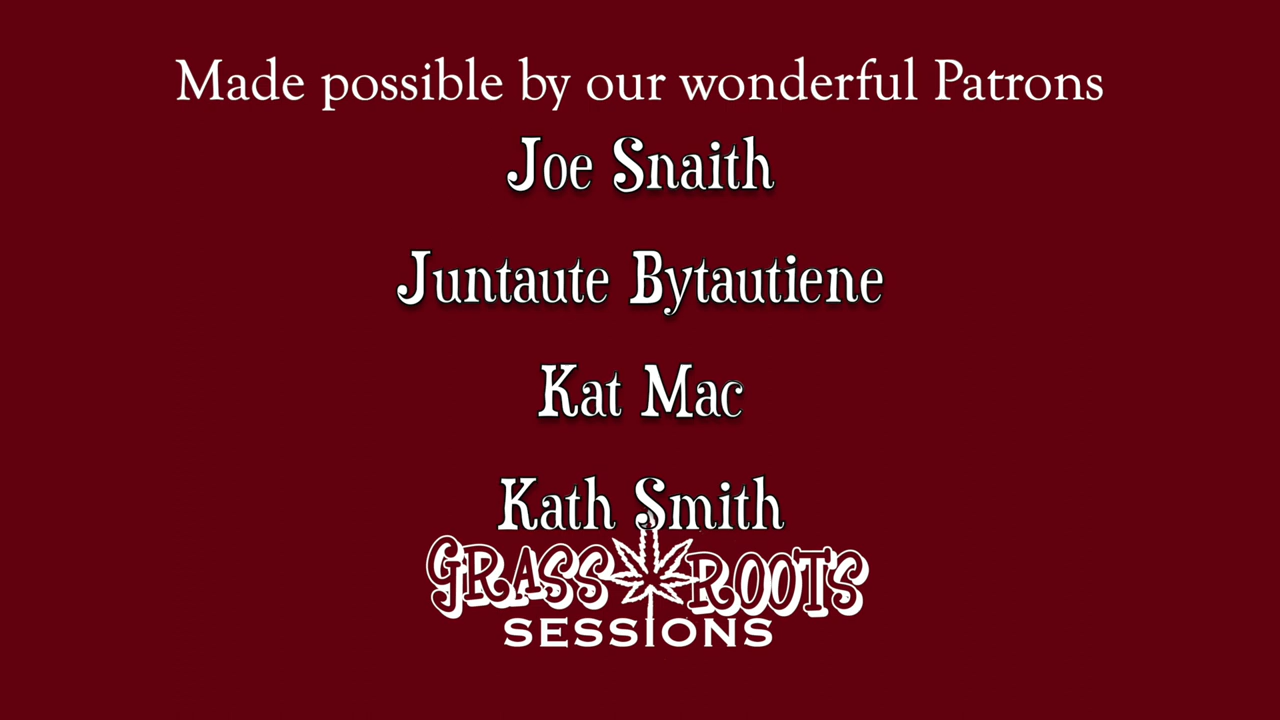 Made possible by our wonderful Patrons
Joe Snaith
Juntaute Bytautiene
Kat Mac
Kath Smith
GRASS ROOTS
SESSIONS